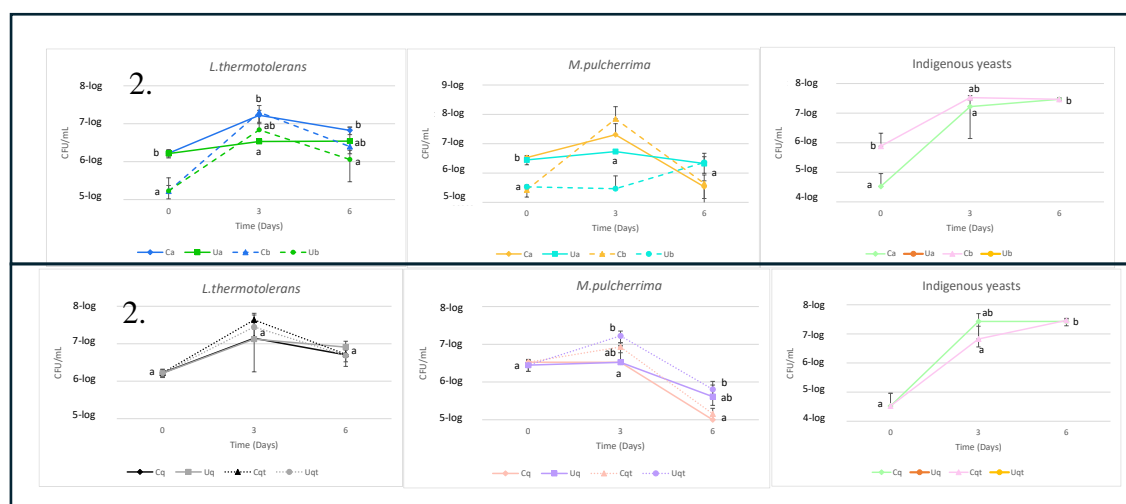 2.
L.thermotolerans
8-log
7-log
6-log
5-log
CFU/mL
b
a
b
ab
a
b
ab
a
0 3 6
Time (Days)
Ca Ua Cb Ub
M.pulcherrima
9-log
8-log
7-log
6-log
5-log
CFU/mL
b
a
a
a
0 3 6
Time (Days)
Ca Ua Cb Ub
Indigenous yeasts
8-log
7-log
6-log
5-log
4-log
CFU/mL
b
a
ab
a
b
0 3 6
Time (Days)
Ca Ua Cb Ub
2.
L.thermotolerans
8-log
7-log
6-log
5-log
CFU/mL
a
a
a
0 3 6
Time (Days)
Cq Uq Cqt Uqt
M.pulcherrima
8-log
7-log
6-log
5-log
CFU/mL
a
b
ab
a
b
ab
a
0 3 6
Time (Days)
Cq Uq Cqt Uqt
Indigenous yeasts
8-log
7-log
6-log
5-log
4-log
CFU/mL
a
ab
a
b
0 3 6
Time (Days)
Cq Uq Cqt Uqt